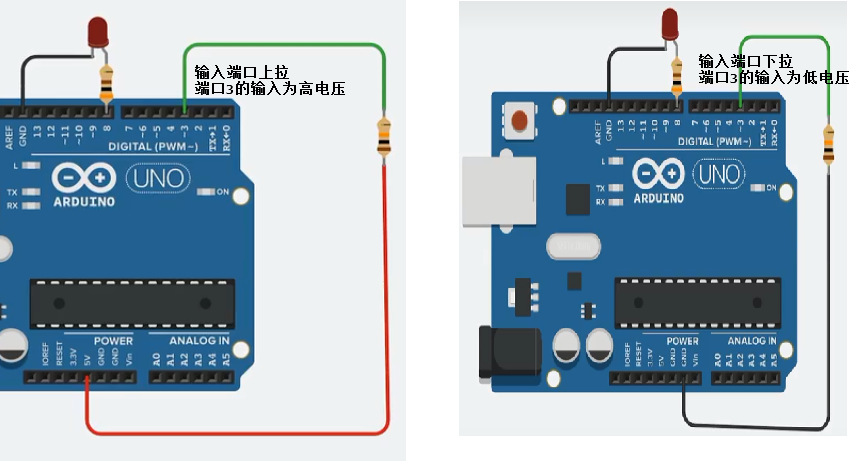 输入端口上拉
端口3的输入为高电压
AREF
GND
13
12
~11
~10
~9
8
7
~6
~5
4
~3
2
TX→1
RX←0
DIGITAL (PWM~)
L
TX
RX
ARDUINO
UNO
ON
POWER
ANALOG IN
IOREF
RESET
3.3V
5V
GND
GND
Vin
A0
A1
A2
A3
A4
A5
输入端口下拉
端口3的输入为低电压
AREF
GND
13
12
~11
~10
~9
8
7
~6
~5
4
~3
2
TX→1
RX←0
DIGITAL (PWM~)
L
TX
RX
ARDUINO
UNO
ON
POWER
ANALOG IN
IOREF
RESET
3.3V
5V
GND
GND
Vin
A0
A1
A2
A3
A4
A5